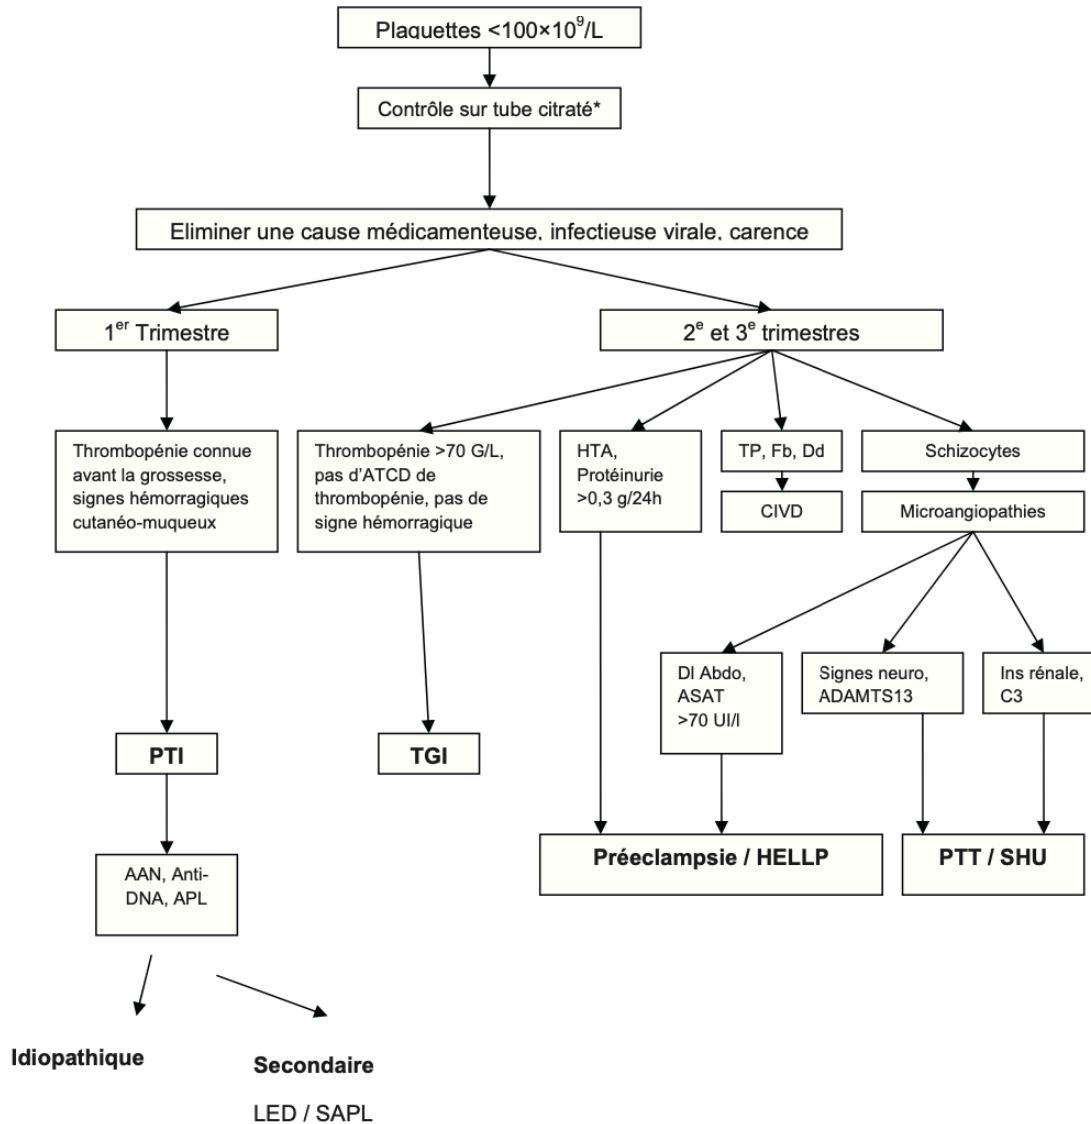 Plaquettes <100×10⁹/L
Contrôle sur tube citraté*
Eliminer une cause médicamenteuse, infectieuse virale, carence
1er Trimestre
2e et 3e trimestres
Thrombopénie connue
avant la grossesse,
signes hémorragiques
cutanéo-muqueux
Thrombopénie >70 G/L,
pas d'ATCD de
thrombopénie, pas de
signe hémorragique
HTA,
Protéinurie
>0,3 g/24h
TP, Fb, Dd
CIVD
Schizocytes
Microangiopathies
Dl Abdo,
ASAT
>70 UI/l
Signes neuro,
ADAMTS13
Ins rénale,
C3
PTI
TGI
Préeclampsie / HELLP
PTT / SHU
AAN, Anti-
DNA, APL
Idiopathique
Secondaire
LED / SAPL